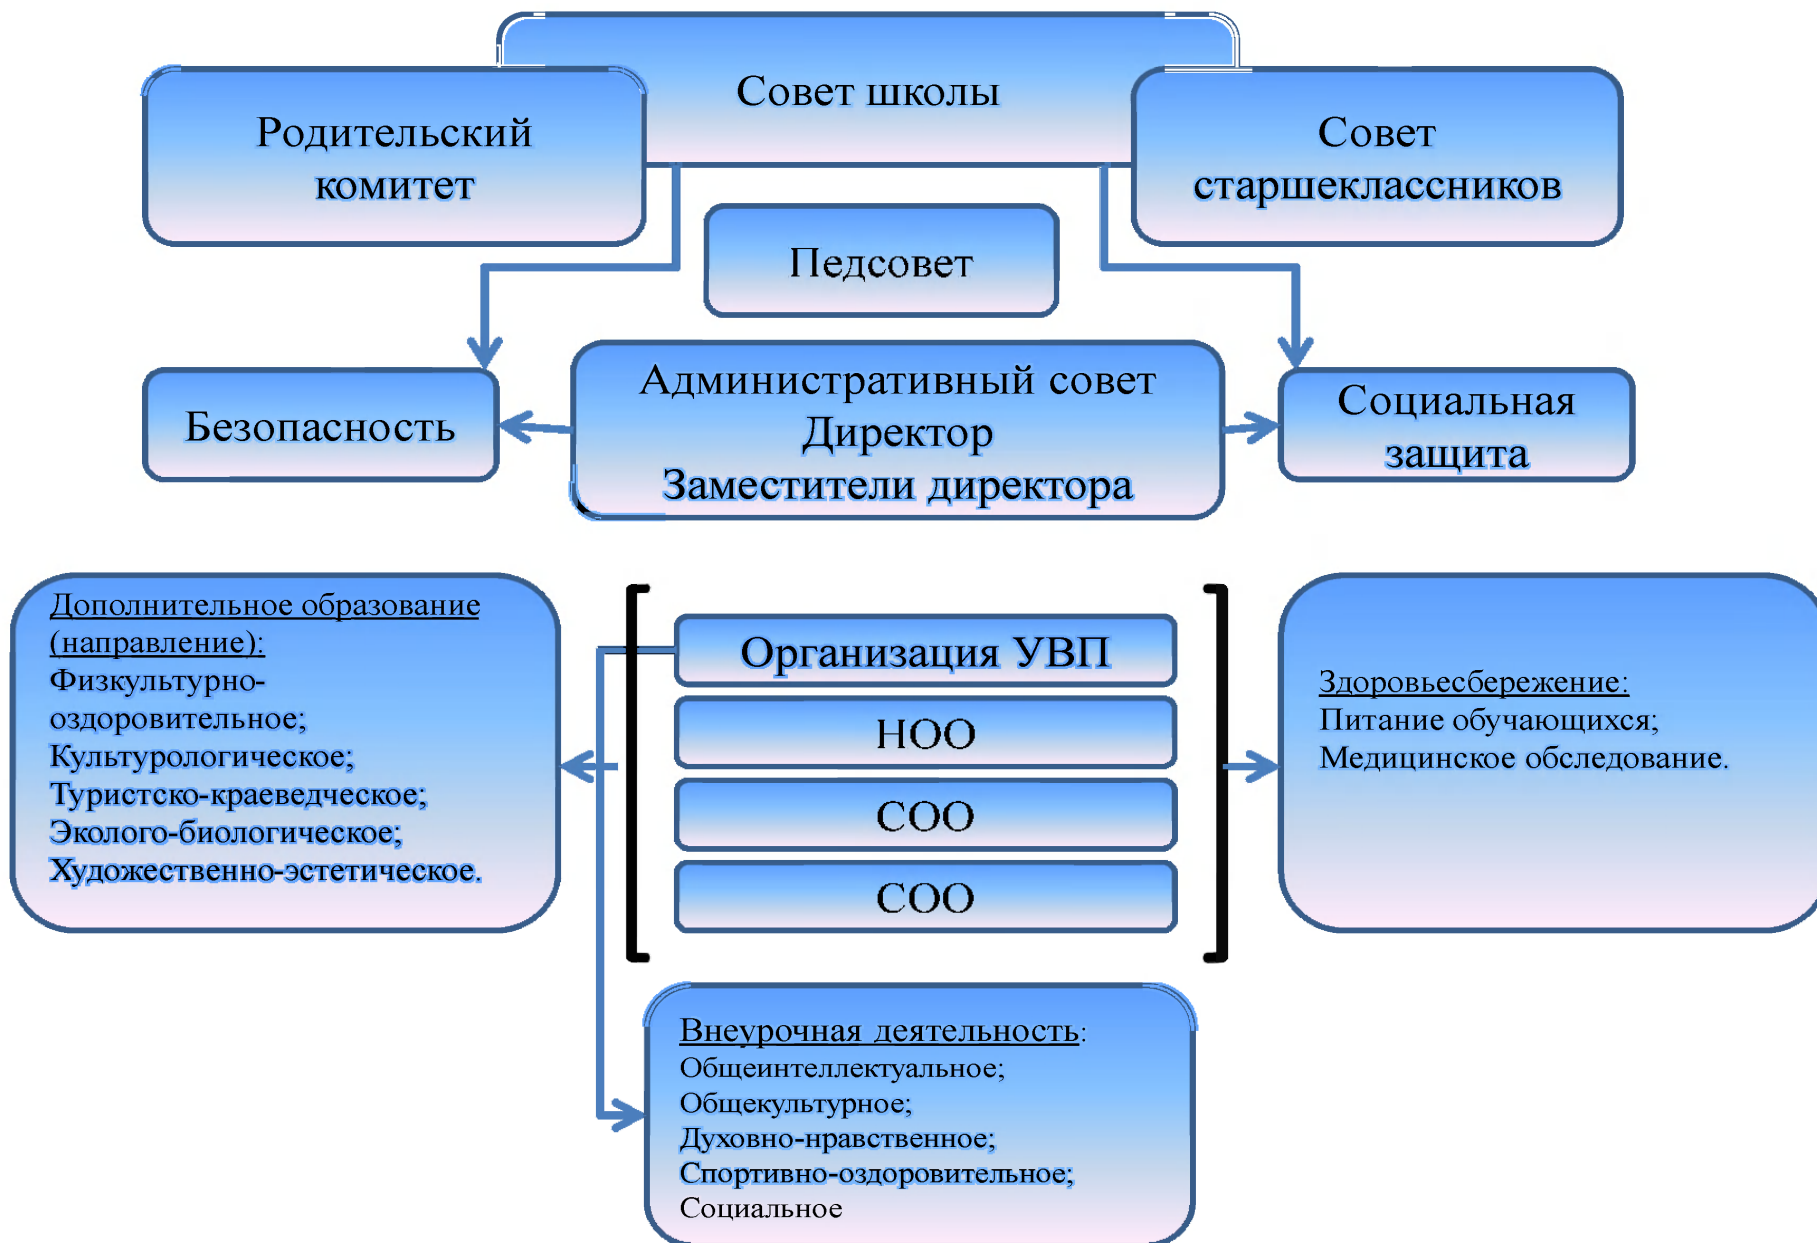 Совет школы
Родительский
комитет
Совет
старшеклассников
Педсовет
Безопасность
Административный совет
Директор
Заместители директора
Социальная
защита
Дополнительное образование
(направление):
Физкультурно-
оздоровительное;
Культурологическое;
Туристско-краеведческое;
Эколого-биологическое;
Художественно-эстетическое.
Организация УВП
НОО
СОО
СОО
Здоровьесбережение:
Питание обучающихся;
Медицинское обследование.
Внеурочная деятельность:
Общеинтеллектуальное;
Общекультурное;
Духовно-нравственное;
Спортивно-оздоровительное;
Социальное